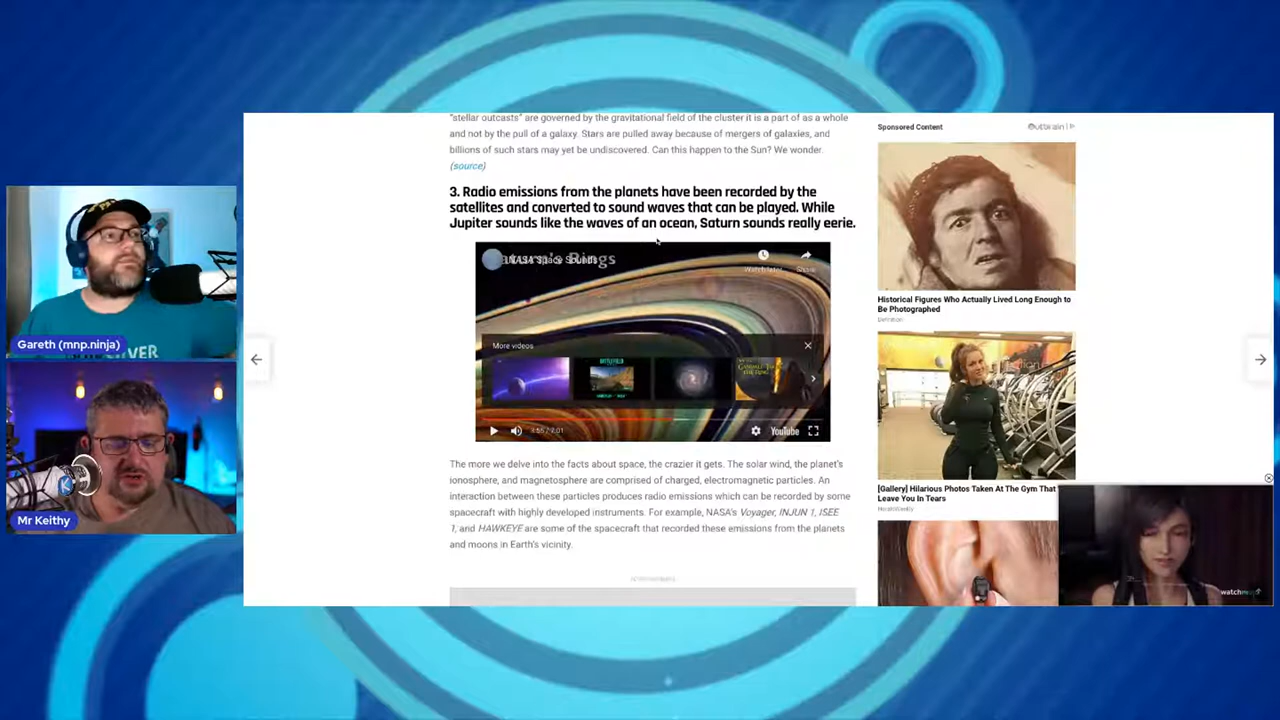 "stellar outcasts" are governed by the gravitational field of the cluster it is a part of as a whole
and not by the pull of a galaxy. Stars are pulled away because of mergers of galaxies, and
billions of such stars may yet be undiscovered. Can this happen to the Sun? We wonder.
(source)
3. Radio emissions from the planets have been recorded by the
satellites and converted to sound waves that can be played. While
Jupiter sounds like the waves of an ocean, Saturn sounds really eerie.
NASA Space Sounds
Rings
Share
More videos
3:55 / 7:01
YouTube
The more we delve into the facts about space, the crazier it gets. The solar wind, the planet's
ionosphere, and magnetosphere are comprised of charged, electromagnetic particles. An
interaction between these particles produces radio emissions which can be recorded by some
spacecraft with highly developed instruments. For example, NASA's Voyager, INJUN 1, ISEE
1, and HAWKEYE are some of the spacecraft that recorded these emissions from the planets
and moons in Earth's vicinity.
Sponsored Content
Outbrain
Historical Figures Who Actually Lived Long Enough to
Be Photographed
[Gallery] Hilarious Photos Taken At The Gym That
Leave You In Tears
Gareth (mnp.ninja)
Mr Keithy